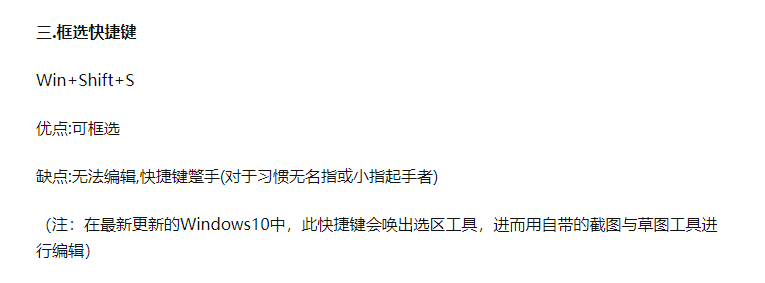 三.框选快捷键
Win+Shift+S
优点:可框选
缺点:无法编辑,快捷键蹩手(对于习惯无名指或小指起手者)
（注：在最新更新的Windows10中，此快捷键会唤出选区工具，进而用自带的截图与草图工具进
行编辑）